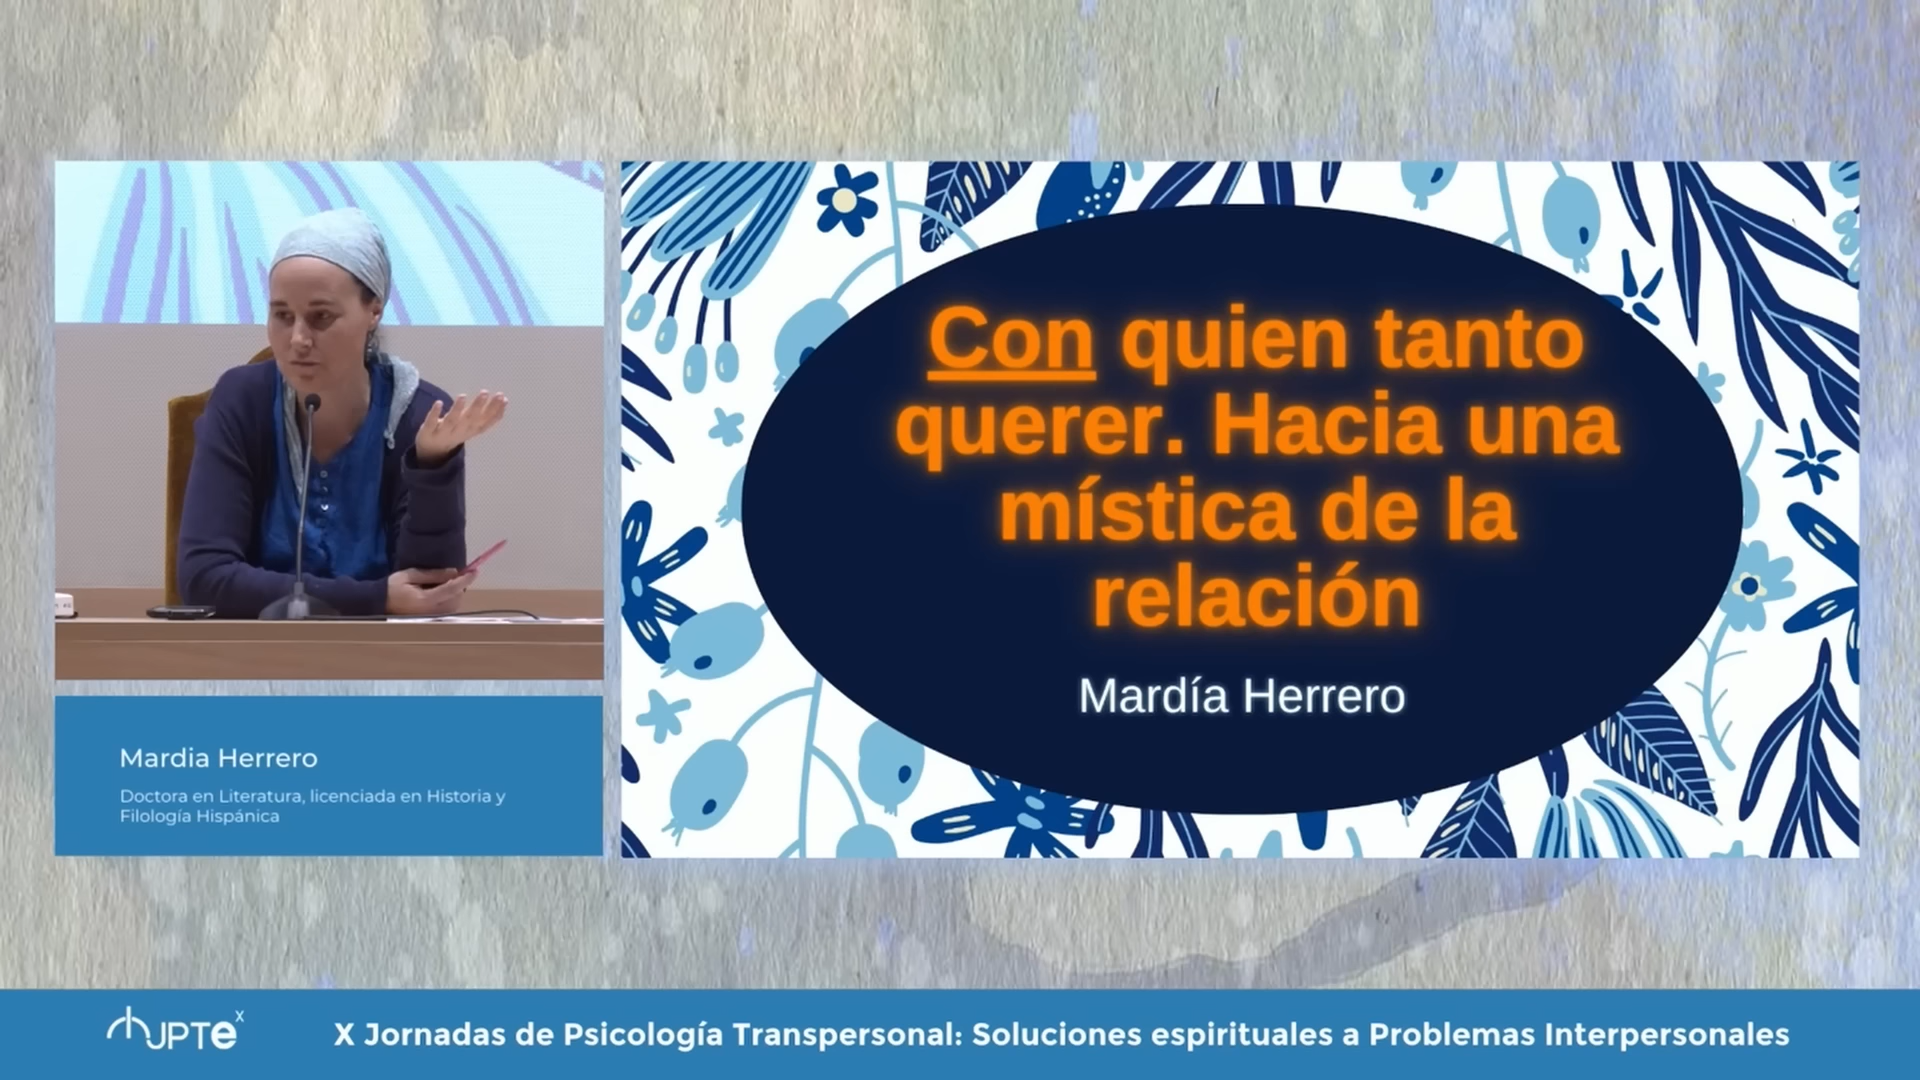 Con quien tanto
querer. Hacia una
mística de la
relación
Mardía Herrero
Mardia Herrero
Doctora en Literatura, licenciada en Historia y
Filología Hispánica
JPTe x
X Jornadas de Psicología Transpersonal: Soluciones espirituales a Problemas Interpersonales